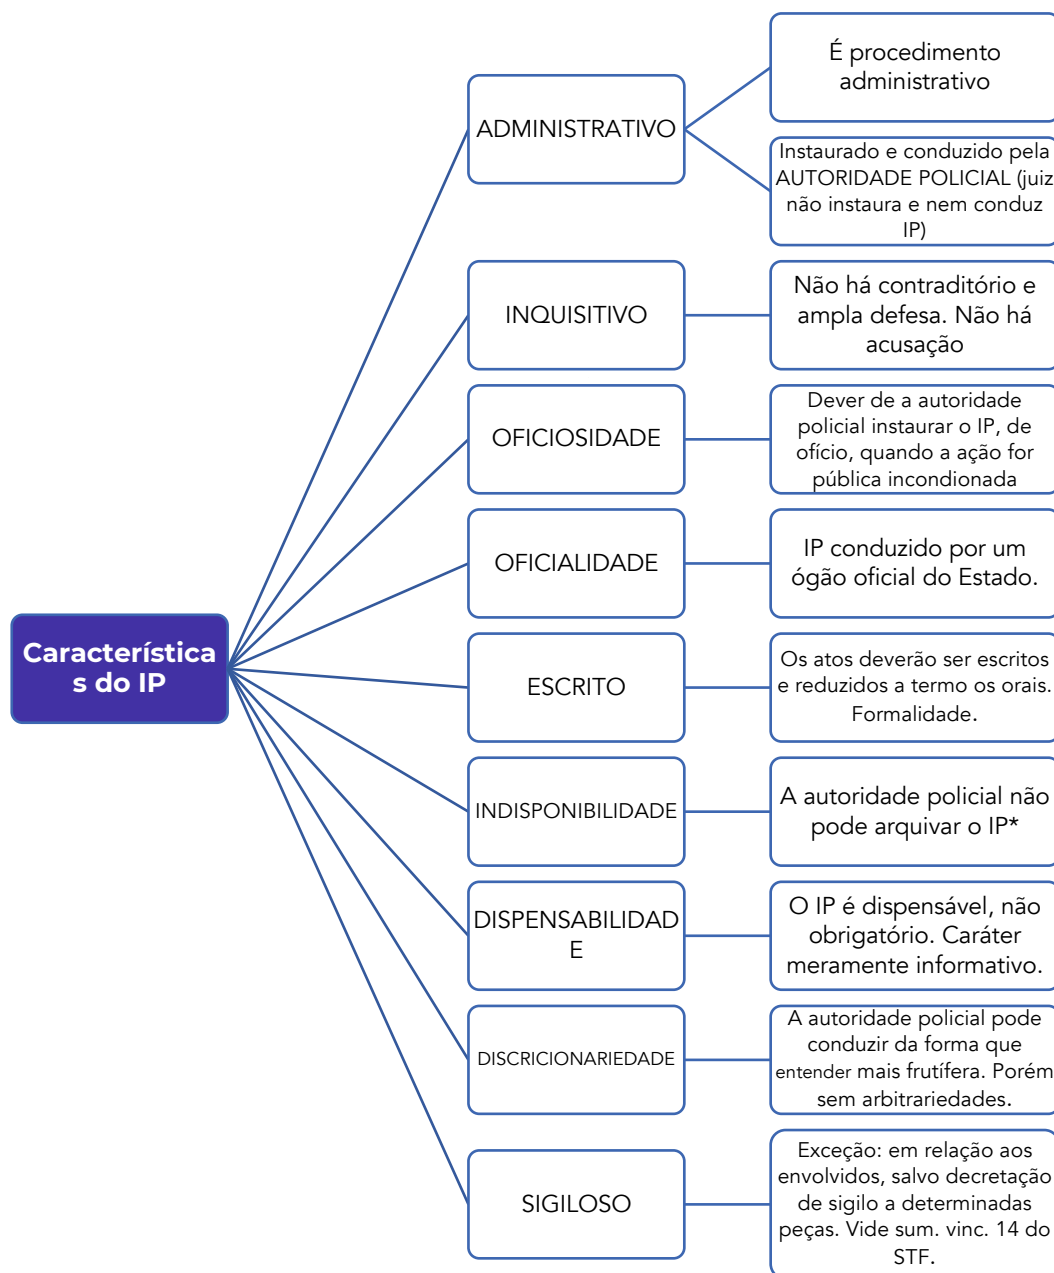 Característica
s do IP
ADMINISTRATIVO
É procedimento
administrativo
Instaurado e conduzido pela
AUTORIDADE POLICIAL (juiz
não instaura e nem conduz
IP)
INQUISITIVO
Não há contraditório e
ampla defesa. Não há
acusação
OFICIOSIDADE
Dever de a autoridade
policial instaurar o IP, de
ofício, quando a ação for
pública incondionada
OFICIALIDADE
IP conduzido por um
ógão oficial do Estado.
ESCRITO
Os atos deverão ser escritos
e reduzidos a termo os orais.
Formalidade.
INDISPONIBILIDADE
A autoridade policial não
pode arquivar o IP*
DISPENSABILIDAD
E
O IP é dispensável, não
obrigatório. Caráter
meramente informativo.
DISCRICIONARIEDADE
A autoridade policial pode
conduzir da forma que
entender mais frutífera. Porém
sem arbitrariedades.
SIGILOSO
Exceção: em relação aos
envolvidos, salvo decretação
de sigilo a determinadas
peças. Vide sum. vinc. 14 do
STF.